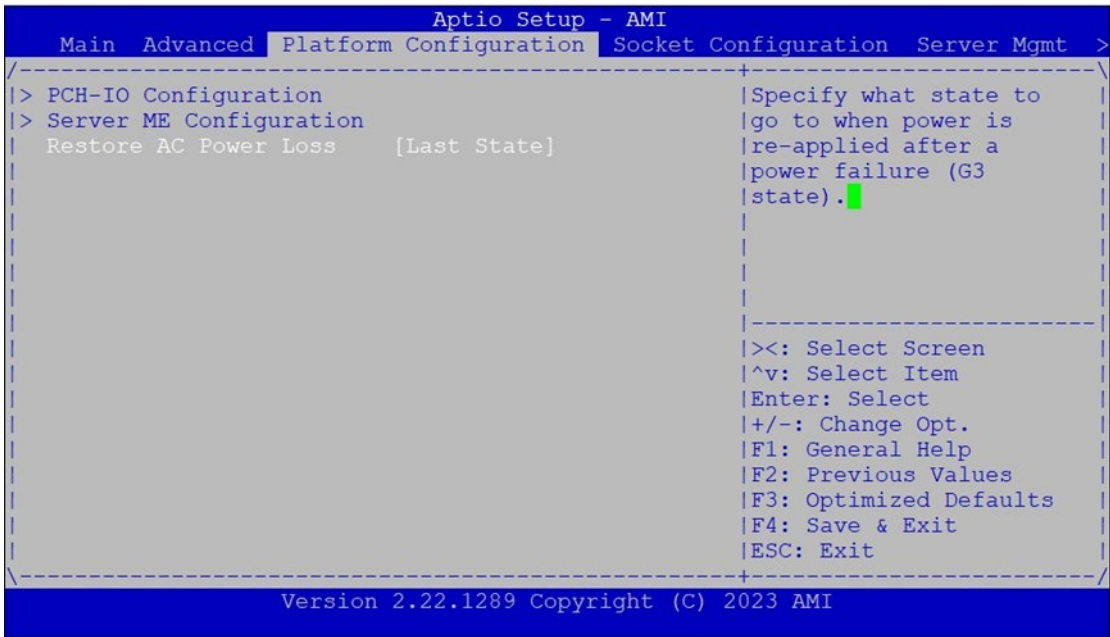 Aptio Setup - AMI
Main Advanced Platform Configuration Socket Configuration Server Mgmt >
> PCH-IO Configuration
> Server ME Configuration
Restore AC Power Loss [Last State]
Specify what state to
go to when power is
re-applied after a
power failure (G3
state).
><: Select Screen
^v: Select Item
Enter: Select
+/-: Change Opt.
F1: General Help
F2: Previous Values
F3: Optimized Defaults
F4: Save & Exit
ESC: Exit
Version 2.22.1289 Copyright (C) 2023 AMI